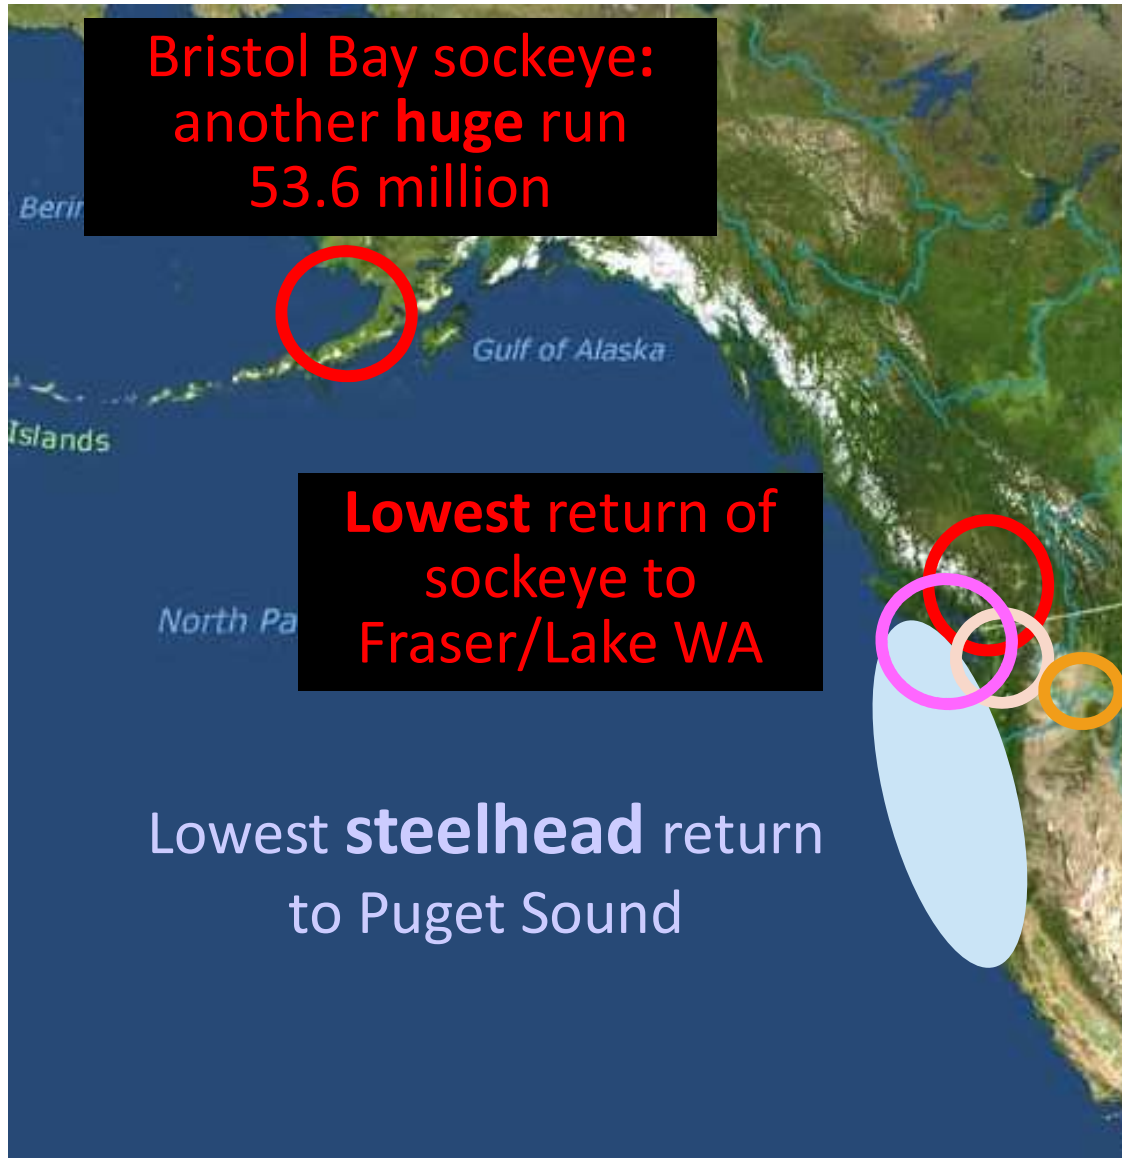 Bristol Bay sockeye:
another huge run
53.6 million
Gulf of Alaska
Islands
Lowest return of
sockeye to
Fraser/Lake WA
North Pa
Lowest steelhead return
to Puget Sound